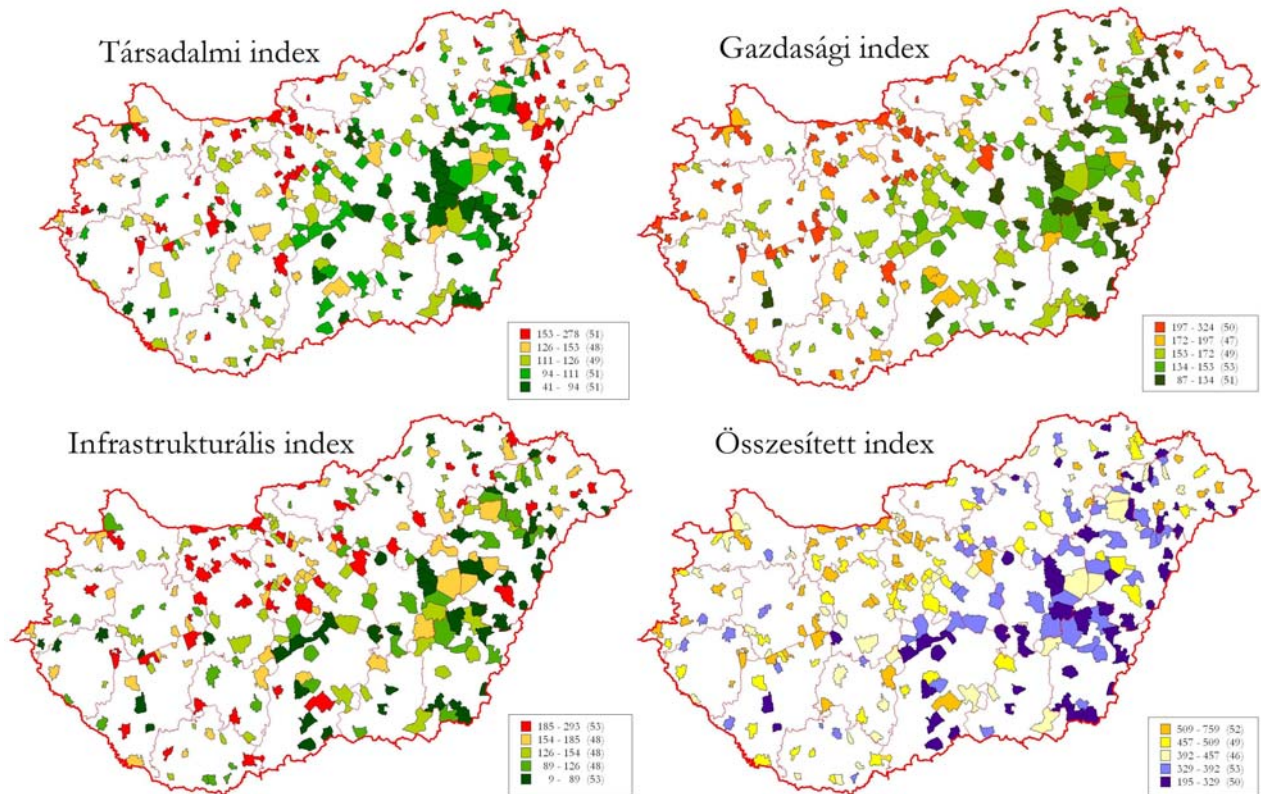 Társadalmi index
153 - 278 (51)
126 - 153 (48)
111 - 126 (49)
94 - 111 (51)
41 - 94 (51)
Gazdasági index
197 - 324 (50)
172 - 197 (47)
153 - 172 (49)
134 - 153 (53)
87 - 134 (51)
Infrastrukturális index
185 - 293 (53)
154 - 185 (48)
126 - 154 (48)
89 - 126 (48)
9 - 89 (53)
Összesített index
509 - 759 (52)
457 - 509 (49)
392 - 457 (46)
329 - 392 (53)
195 - 329 (50)